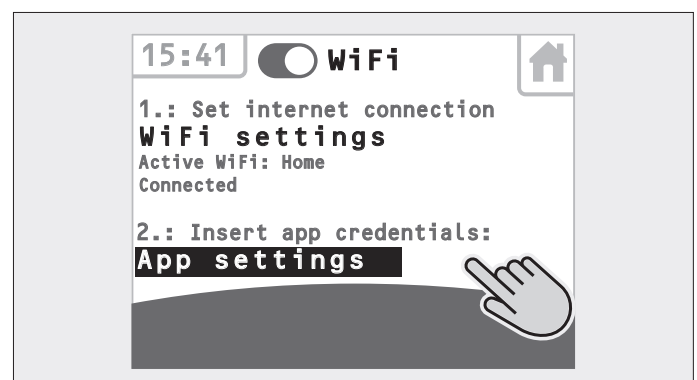 15:41 WiFi
1.: Set internet connection
WiFi settings
Active WiFi: Home
Connected
2.: Insert app credentials:
App settings